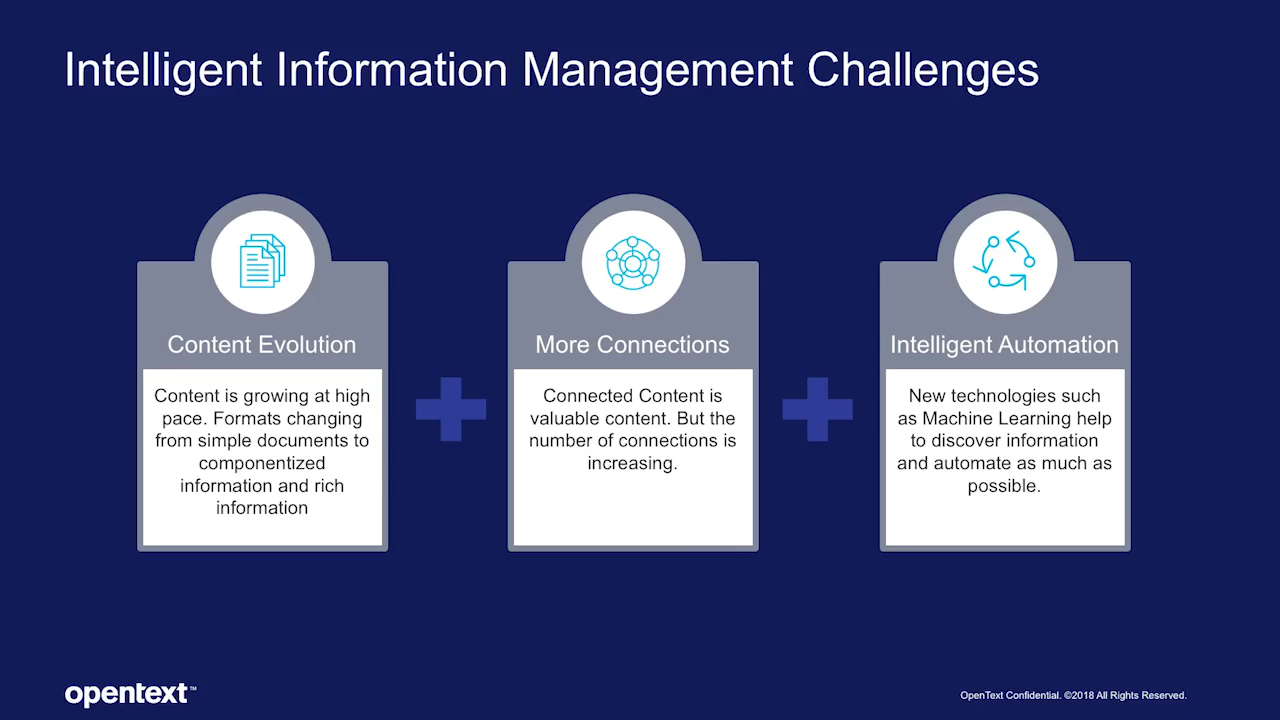 Intelligent Information Management Challenges
Content Evolution
Content is growing at high
pace. Formats changing
from simple documents to
componentized
information and rich
information
More Connections
Connected Content is
valuable content. But the
number of connections is
increasing.
Intelligent Automation
New technologies such
as Machine Learning help
to discover information
and automate as much as
possible.
opentext™
OpenText Confidential. ©2018 All Rights Reserved.